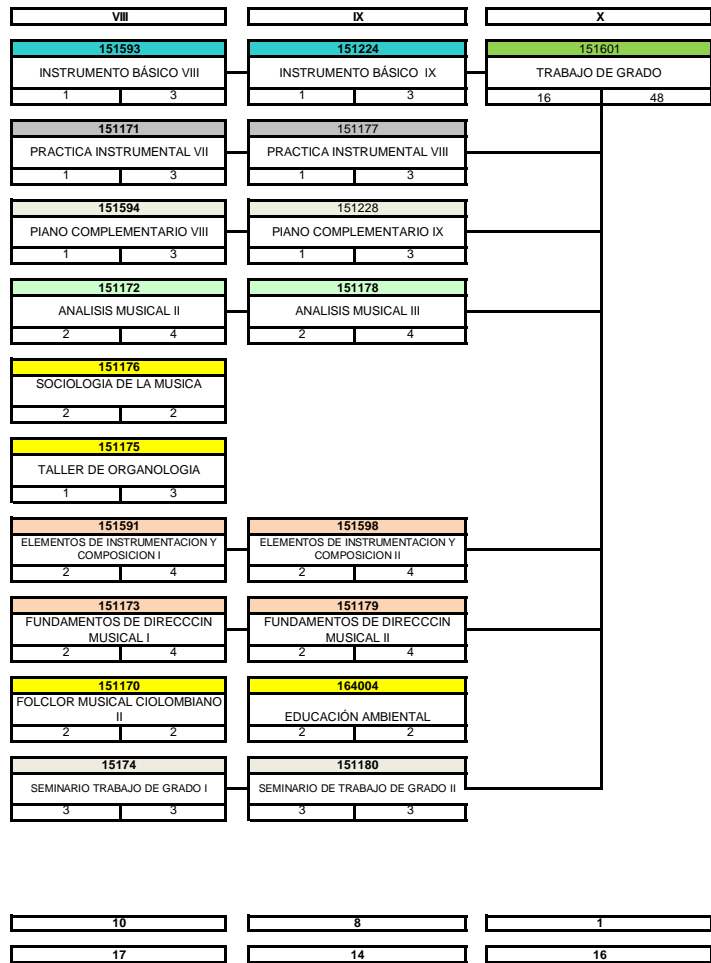 VIII IX X
151593 151224 151601
INSTRUMENTO BÁSICO VIII INSTRUMENTO BÁSICO IX TRABAJO DE GRADO
1 3 1 3 16 48
151171 151177
PRACTICA INSTRUMENTAL VII PRACTICA INSTRUMENTAL VIII
1 3 1 3
151594 151228
PIANO COMPLEMENTARIO VIII PIANO COMPLEMENTARIO IX
1 3 1 3
151172 151178
ANALISIS MUSICAL II ANALISIS MUSICAL III
2 4 2 4
151176
SOCIOLOGIA DE LA MUSICA
2 2
151175
TALLER DE ORGANOLOGIA
1 3
151591 151598
ELEMENTOS DE INSTRUMENTACION Y ELEMENTOS DE INSTRUMENTACION Y
COMPOSICION I COMPOSICION II
2 4 2 4
151173 151179
FUNDAMENTOS DE DIRECCCIN FUNDAMENTOS DE DIRECCCIN
MUSICAL I MUSICAL II
2 4 2 4
151170 164004
FOLCLOR MUSICAL CIOLOMBIANO
II EDUCACIÓN AMBIENTAL
2 2 2 2
15174 151180
SEMINARIO TRABAJO DE GRADO I SEMINARIO DE TRABAJO DE GRADO II
3 3 3 3
10 8 1
17 14 16